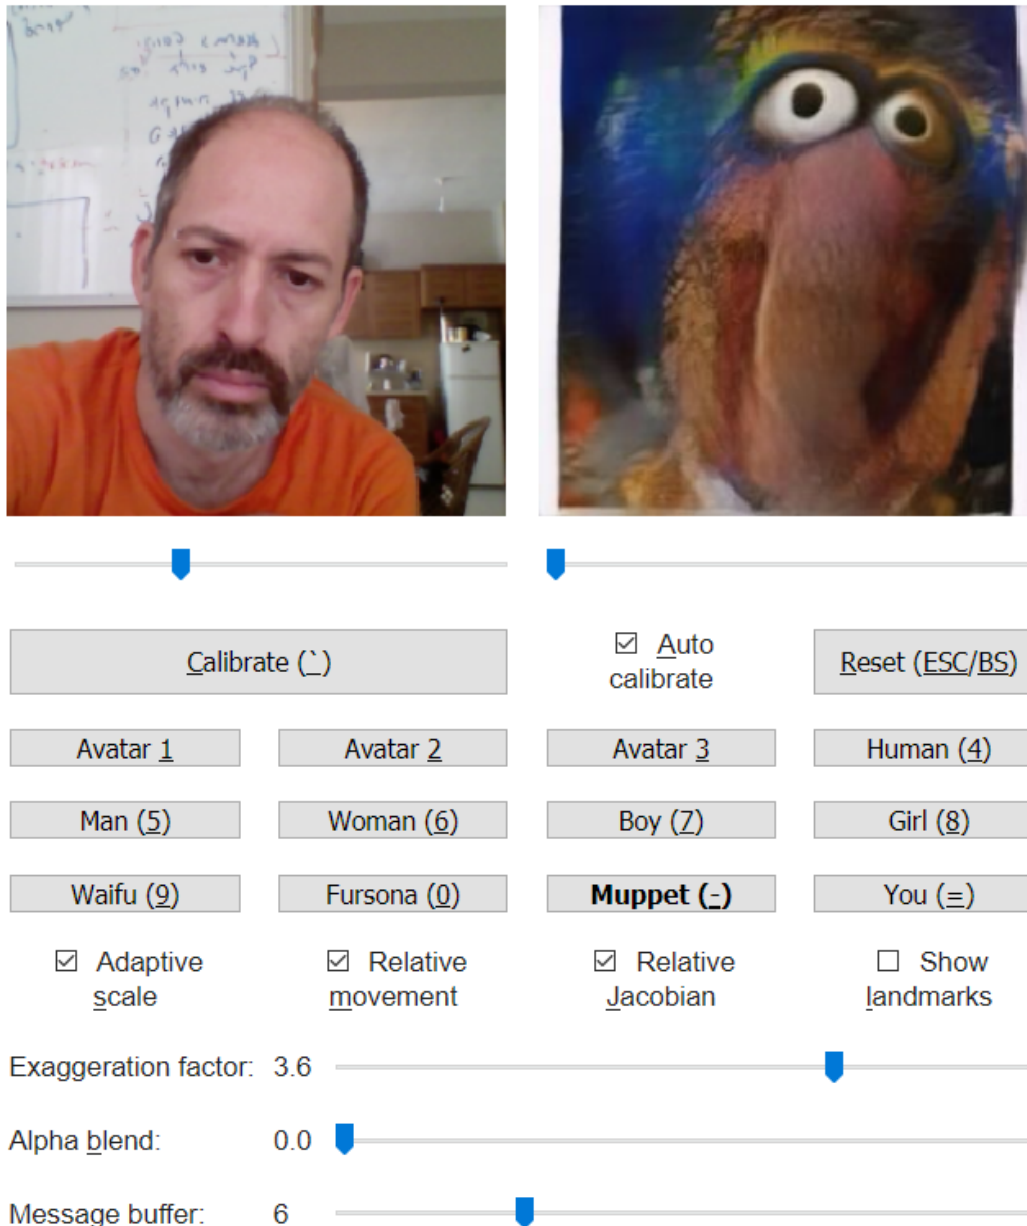 Calibrate (`)
Auto
calibrate
Reset (ESC/BS)
Avatar 1
Avatar 2
Avatar 3
Human (4)
Man (5)
Woman (6)
Boy (7)
Girl (8)
Waifu (9)
Fursona (0)
Muppet (-)
You (=)
Adaptive
scale
Relative
movement
Relative
Jacobian
Show
landmarks
Exaggeration factor: 3.6
Alpha blend: 0.0
Message buffer: 6